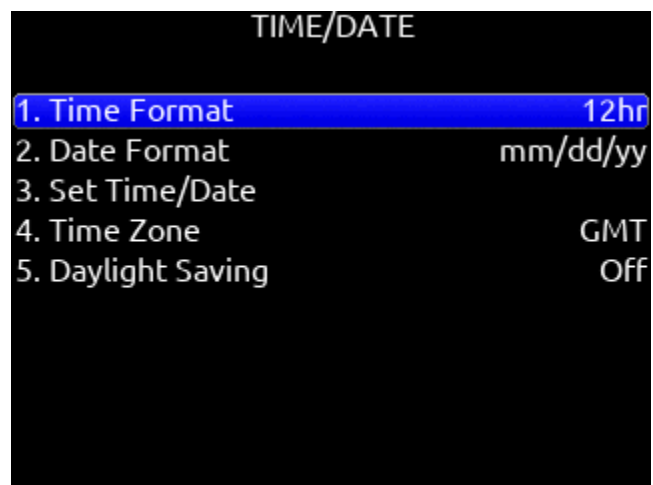 TIME/DATE
1. Time Format 12hr
2. Date Format mm/dd/yy
3. Set Time/Date
4. Time Zone GMT
5. Daylight Saving Off